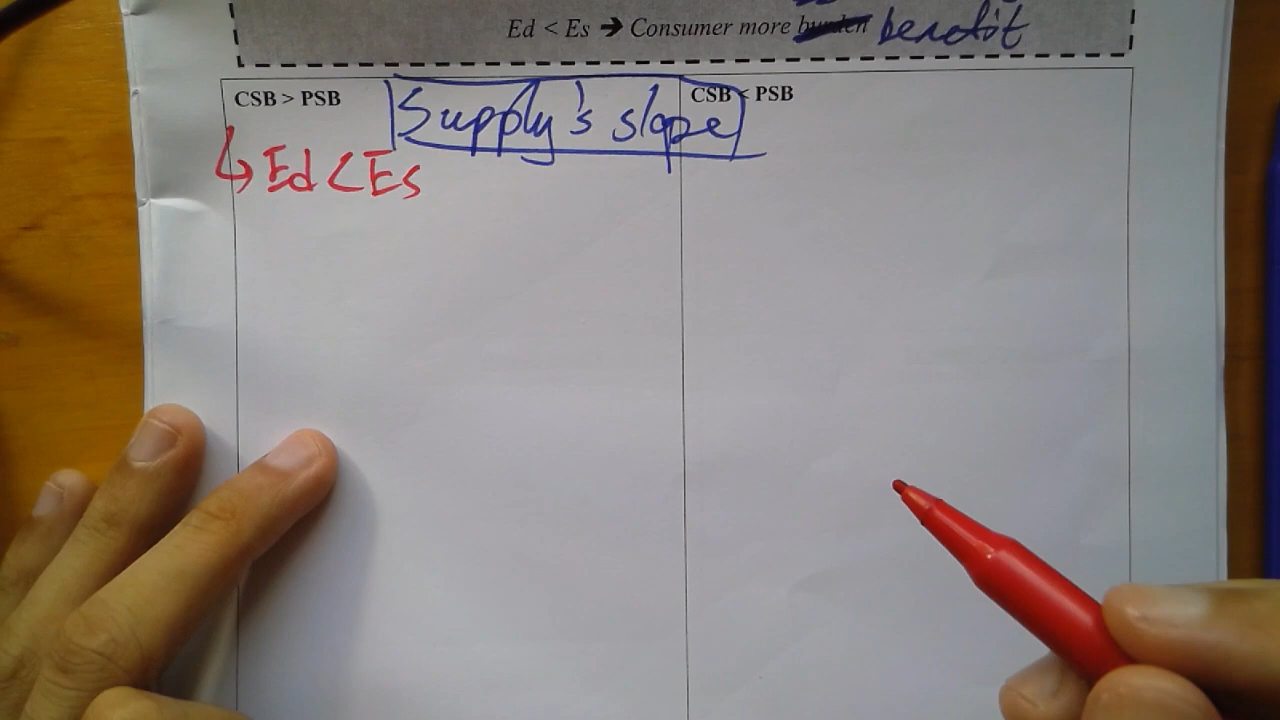 Ed < Es ➔ Consumer more burden benefit
CSB > PSB
Supply's slope
CSB < PSB
↳ Ed < Es